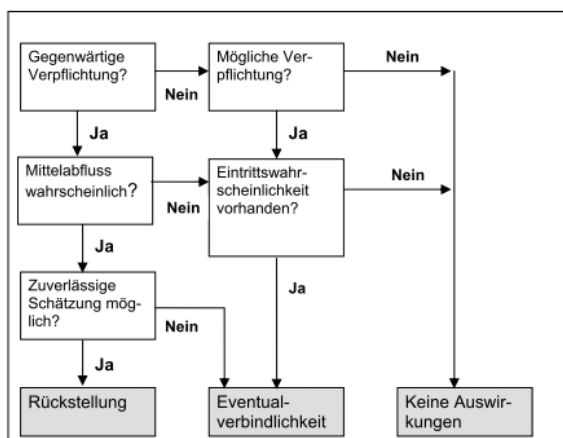 Gegenwärtige
Verpflichtung?
Nein
Mögliche Ver-
pflichtung?
Nein
Ja
Ja
Mittelabfluss
wahrscheinlich?
Nein
Eintrittswahr-
scheinlichkeit
vorhanden?
Nein
Ja
Zuverlässige
Schätzung mög-
lich?
Nein
Ja
Ja
Rückstellung
Eventual-
verbindlichkeit
Keine Auswir-
kungen